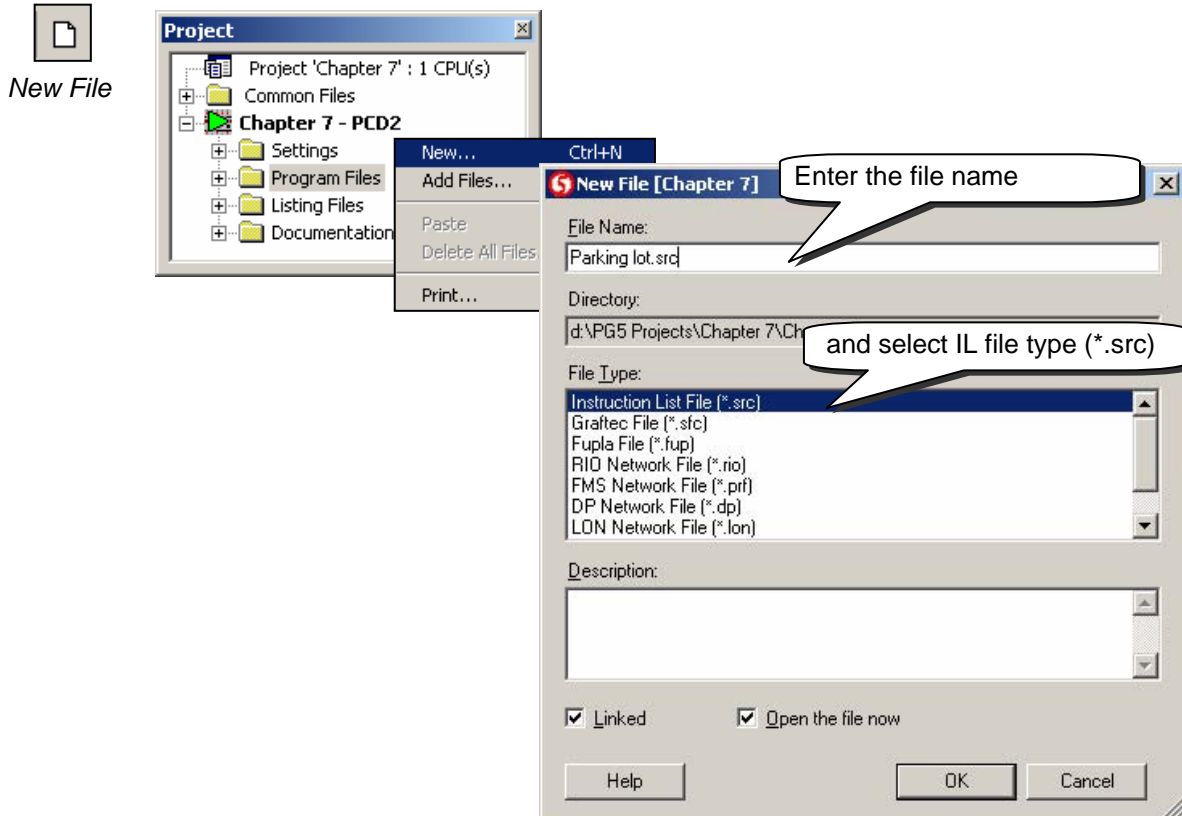 New File
Project
Project 'Chapter 7' : 1 CPU(s)
Common Files
Chapter 7 - PCD2
Settings
Program Files
Listing Files
Documentation
New... Ctrl+N
Add Files...
Paste
Delete All Files
Print...
New File [Chapter 7]
Enter the file name
File Name:
Parking lot.src
Directory:
d:\PG5 Projects\Chapter 7\Ch
and select IL file type (*.src)
File Type:
Instruction List File (*.src)
Graftec File (*.sfc)
Fupla File (*.fup)
RIO Network File (*.rio)
FMS Network File (*.prf)
DP Network File (*.dp)
LON Network File (*.lon)
Description:
Linked
Open the file now
Help
OK
Cancel